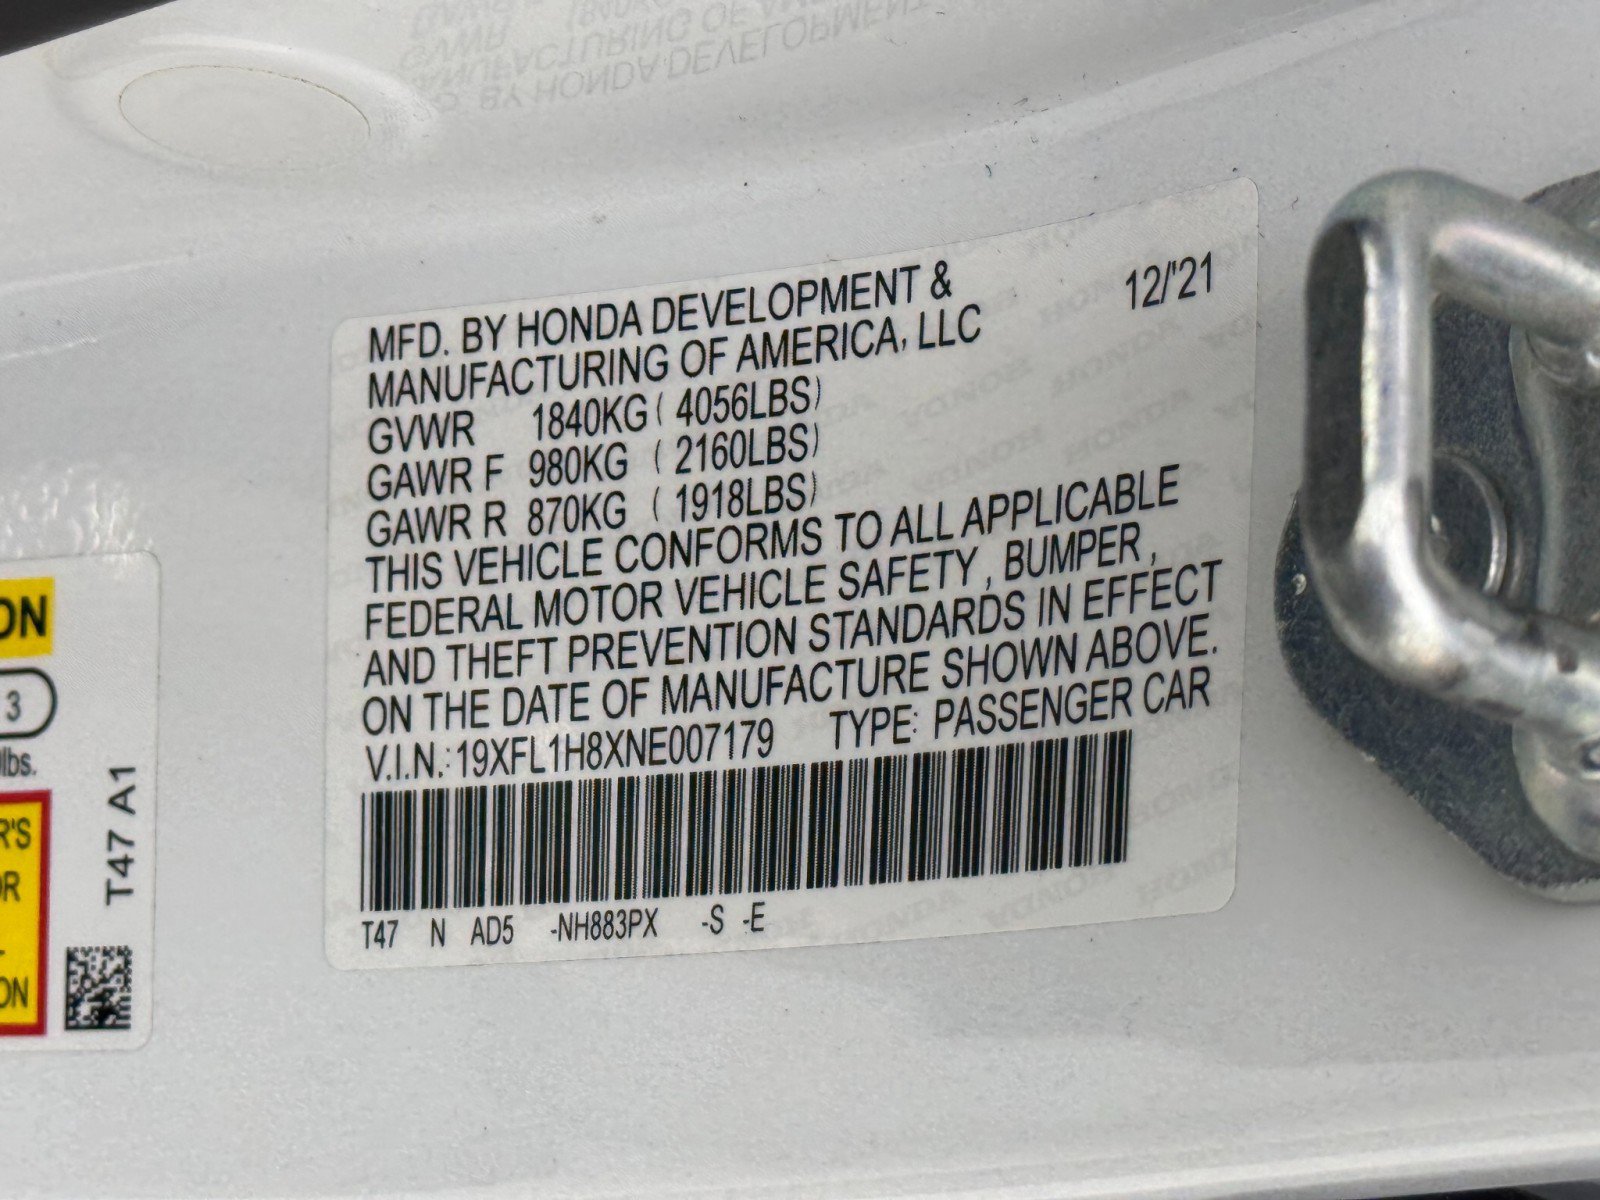 MFD. BY HONDA DEVELOPMENT & 12/'21
MANUFACTURING OF AMERICA, LLC
GVWR 1840KG ( 4056LBS)
GAWR F 980KG ( 2160LBS)
GAWR R 870KG ( 1918LBS)
THIS VEHICLE CONFORMS TO ALL APPLICABLE
FEDERAL MOTOR VEHICLE SAFETY , BUMPER ,
AND THEFT PREVENTION STANDARDS IN EFFECT
ON THE DATE OF MANUFACTURE SHOWN ABOVE.
V.I.N.: 19XFL1H8XNE007179 TYPE: PASSENGER CAR
T47 N AD5 -NH883PX -S -E
3
lbs.
T47 A1